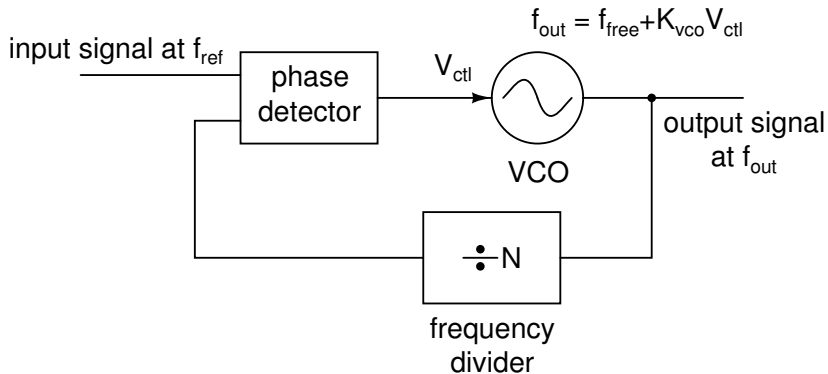 f_out = f_free+K_vco V_ctl
input signal at f_ref
phase
detector
V_ctl
output signal
at f_out
VCO
÷ N
frequency
divider